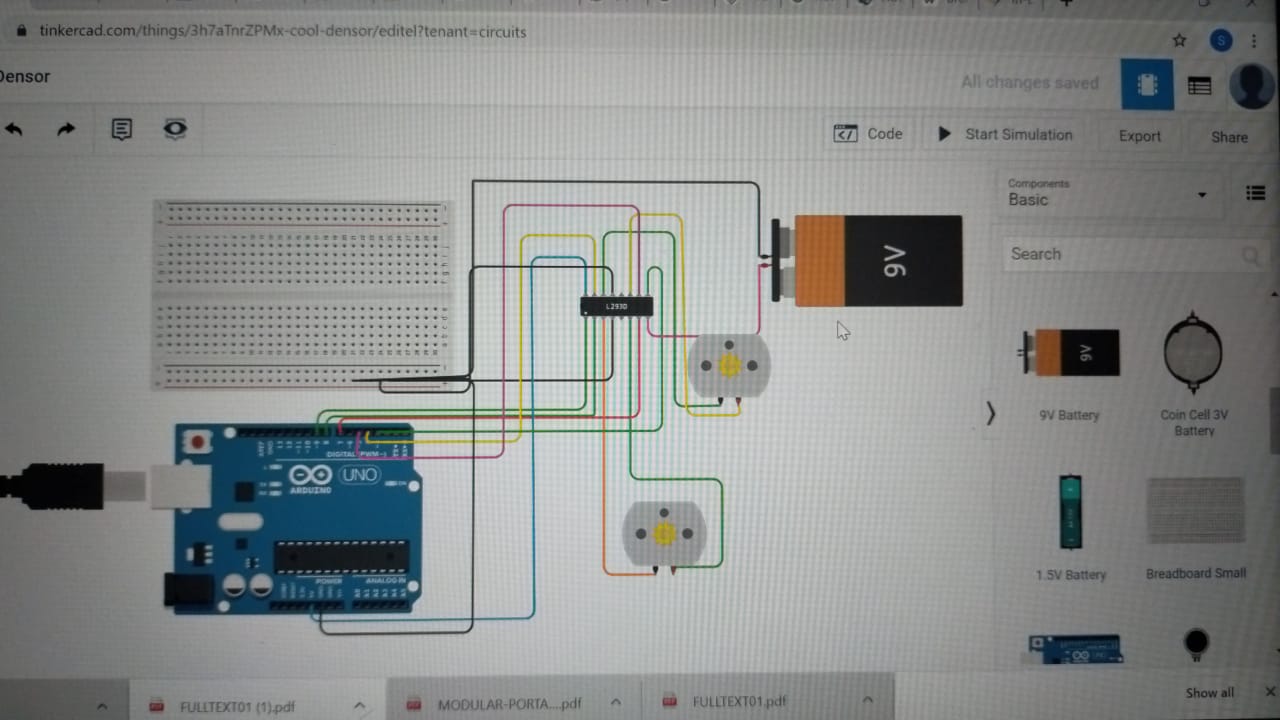 tinkercad.com/things/3h7aTnrZPMx-cool-densor/editel?tenant=circuits
S
Densor
All changes saved
Code
Start Simulation
Export
Share
Components
Basic
Search
9V
L293D
9V
9V Battery
Coin Cell 3V
Battery
DIGITAL (PWM~)
UNO
ARDUINO
POWER
ANALOG IN
1.5V Battery
Breadboard Small
FULLTEXT01 (1).pdf
MODULAR-PORTA....pdf
FULLTEXT01.pdf
Show all